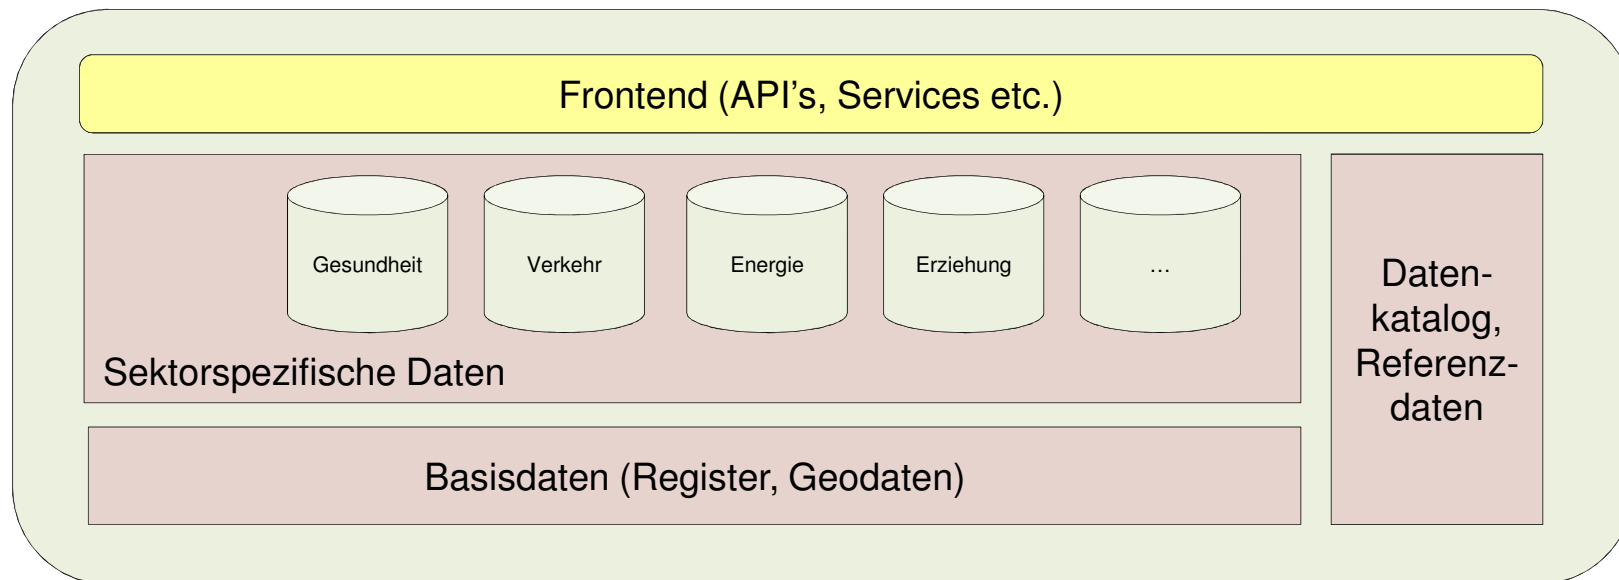 Frontend (API's, Services etc.)
Gesundheit
Verkehr
Energie
Erziehung
...
Sektorspezifische Daten
Basisdaten (Register, Geodaten)
Daten-
katalog,
Referenz-
daten